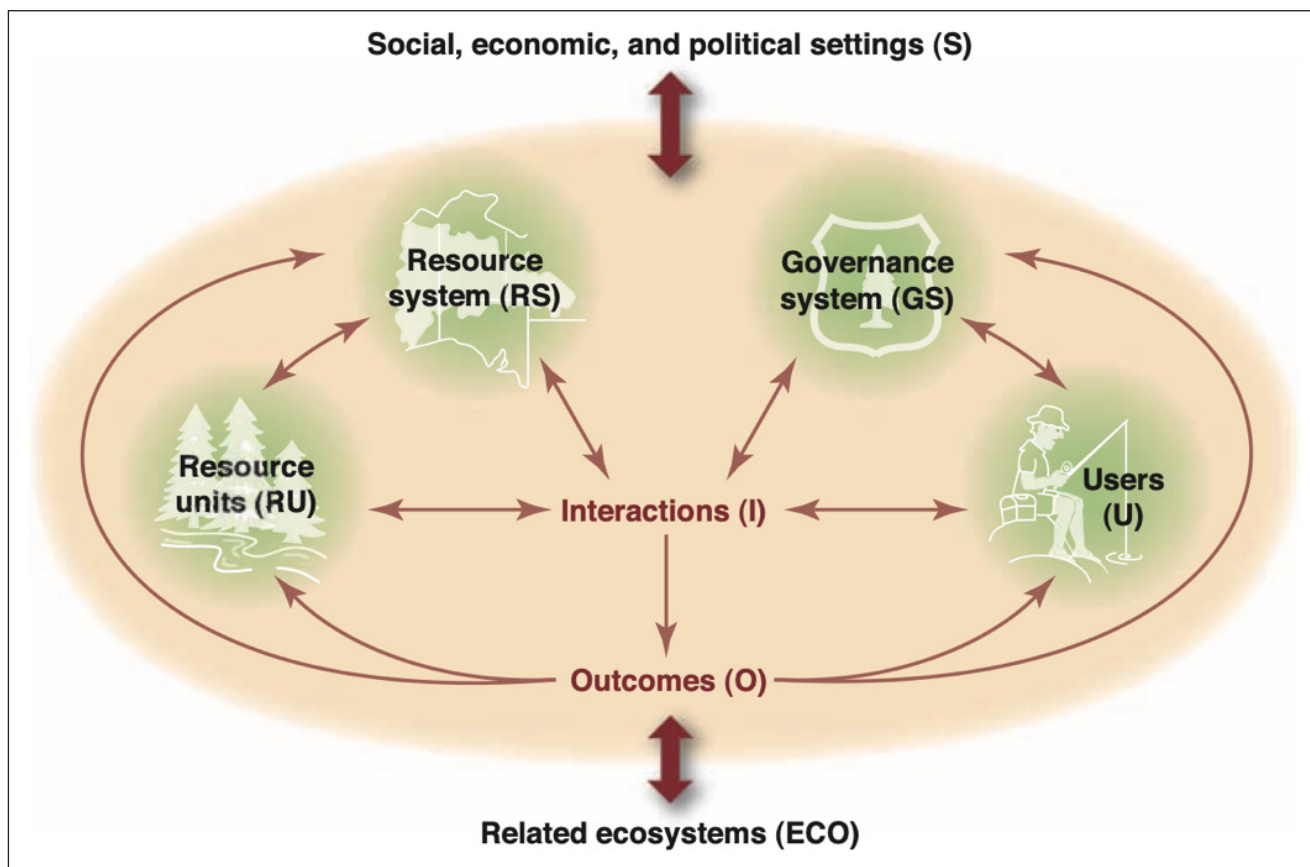 Social, economic, and political settings (S)
Resource
system (RS)
Governance
system (GS)
Resource
units (RU)
Interactions (I)
Users
(U)
Outcomes (O)
Related ecosystems (ECO)